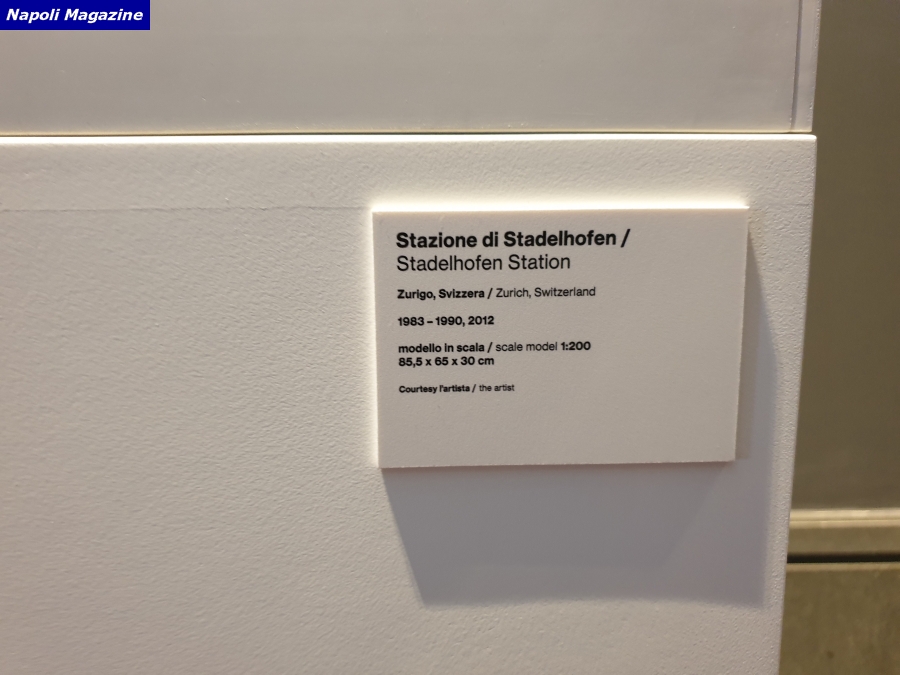 Napoli Magazine
Stazione di Stadelhofen /
Stadelhofen Station
Zurigo, Svizzera / Zurich, Switzerland
1983 – 1990, 2012
modello in scala / scale model 1:200
85,5 x 65 x 30 cm
Courtesy l'artista / the artist